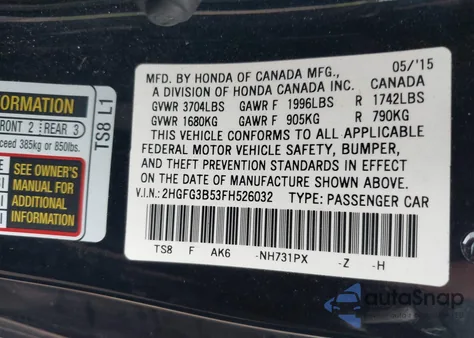 05/'15
MFD. BY HONDA OF CANADA MFG., CANADA
A DIVISION OF HONDA CANADA INC.
GVWR 3704LBS GAWR F 1996LBS R 1742LBS
GVWR 1680KG GAWR F 905KG R 790KG
THIS VEHICLE CONFORMS TO ALL APPLICABLE
FEDERAL MOTOR VEHICLE SAFETY, BUMPER,
AND THEFT PREVENTION STANDARDS IN EFFECT
ON THE DATE OF MANUFACTURE SHOWN ABOVE.
V.I.N.: 2HGFG3B53FH526032 TYPE: PASSENGER CAR
TS8 F AK6 -NH731PX -Z -H
ORMATION
FRONT 2 REAR 3
ceed 385kg or 850lbs.
SEE OWNER'S
MANUAL FOR
ADDITIONAL
INFORMATION
TS8 L1
autoSnap